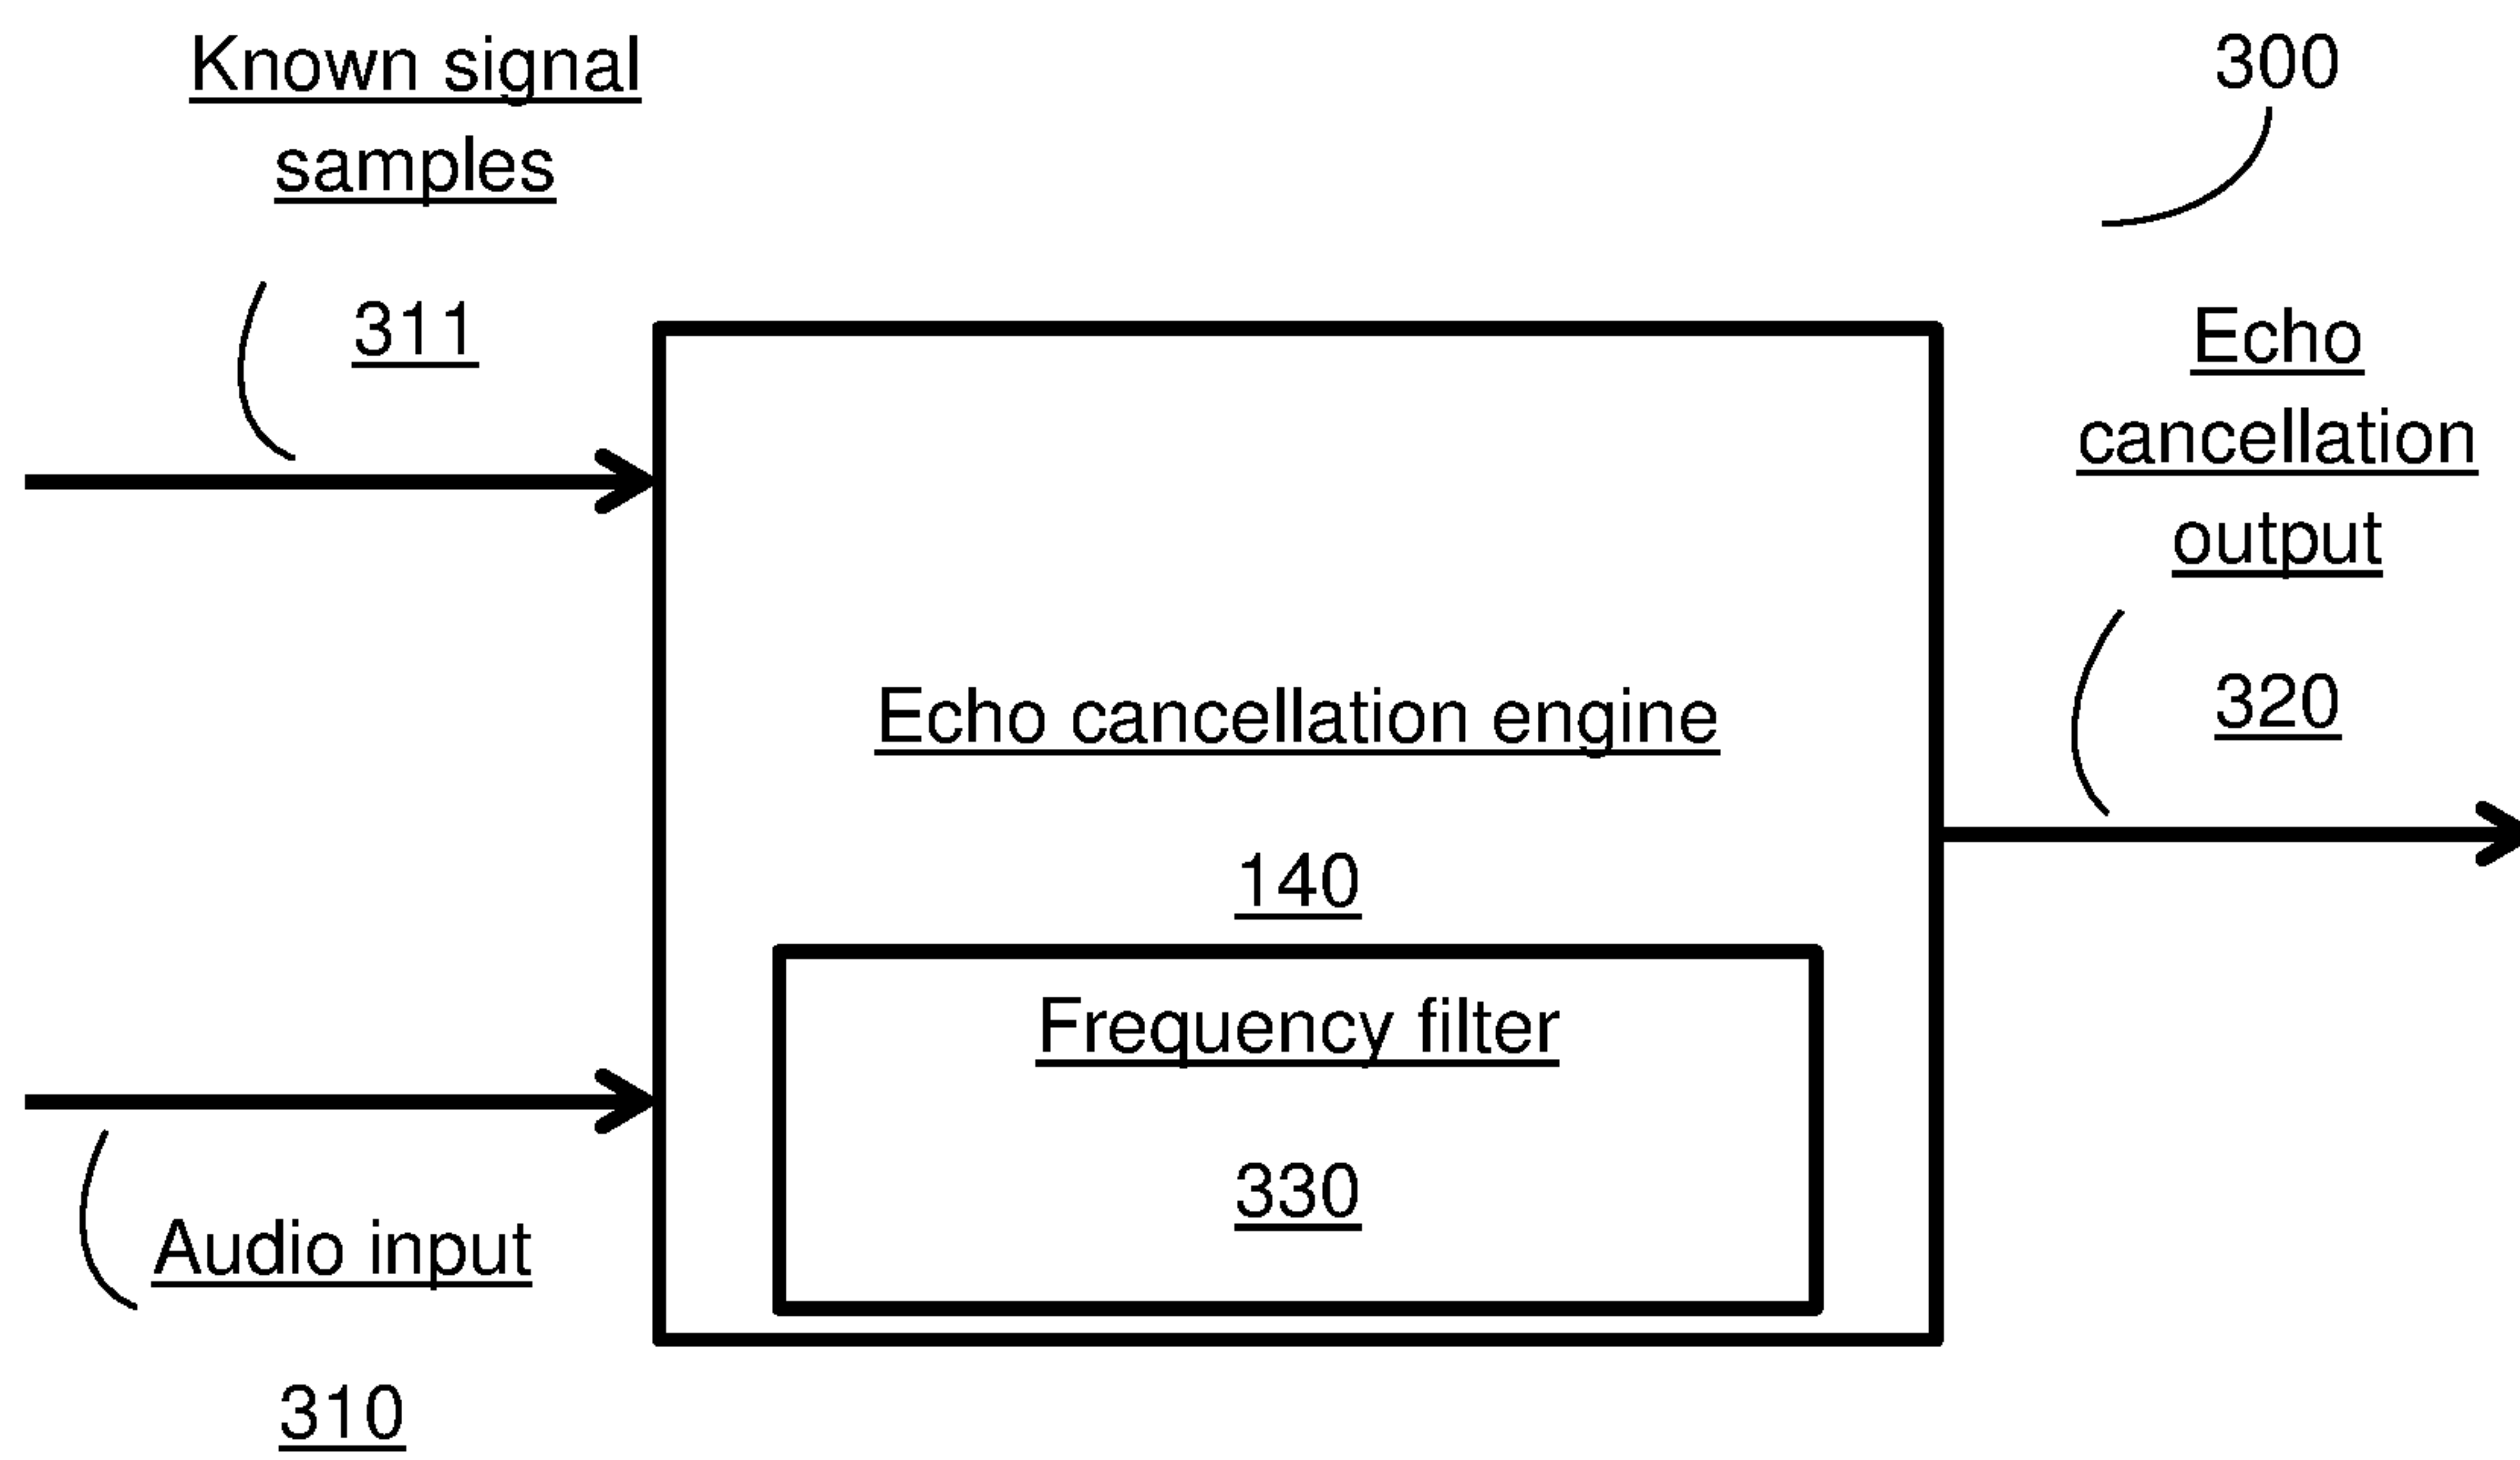 Known signal
samples
311
300
Echo
cancellation
output
320
Echo cancellation engine
140
Frequency filter
330
Audio input
310